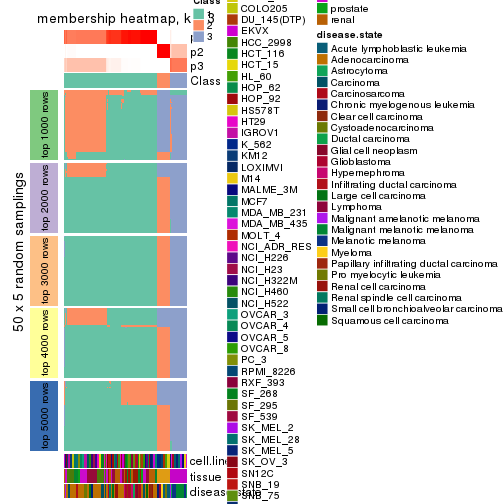 membership heatmap, k = 3
p1
p2
p3
Class
50 x 5 random samplings
top 1000 rows
top 2000 rows
top 3000 rows
top 4000 rows
top 5000 rows
cell.line
tissue
disease.state
Class
1
2
3
COLO205
DU_145(DTP)
EKVX
HCC_2998
HCT_116
HCT_15
HL_60
HOP_62
HOP_92
HS578T
HT29
IGROV1
K_562
KM12
LOXIMVI
M14
MALME_3M
MCF7
MDA_MB_231
MDA_MB_435
MOLT_4
NCI_ADR_RES
NCI_H226
NCI_H23
NCI_H322M
NCI_H460
NCI_H522
OVCAR_3
OVCAR_4
OVCAR_5
OVCAR_8
PC_3
RPMI_8226
RXF_393
SF_268
SF_295
SF_539
SK_MEL_2
SK_MEL_28
SK_MEL_5
SK_OV_3
SN12C
SNB_19
SNB_75
prostate
renal
disease.state
Acute lymphoblastic leukemia
Adenocarcinoma
Astrocytoma
Carcinoma
Carcinosarcoma
Chronic myelogenous leukemia
Clear cell carcinoma
Cystoadenocarcinoma
Ductal carcinoma
Glial cell neoplasm
Glioblastoma
Hypernephroma
Infiltrating ductal carcinoma
Large cell carcinoma
Lymphoma
Malignant amelanotic melanoma
Malignant melanotic melanoma
Melanotic melanoma
Myeloma
Papillary infiltrating ductal carcinoma
Pro myelocytic leukemia
Renal cell carcinoma
Renal spindle cell carcinoma
Small cell bronchoalveolar carcinoma
Squamous cell carcinoma